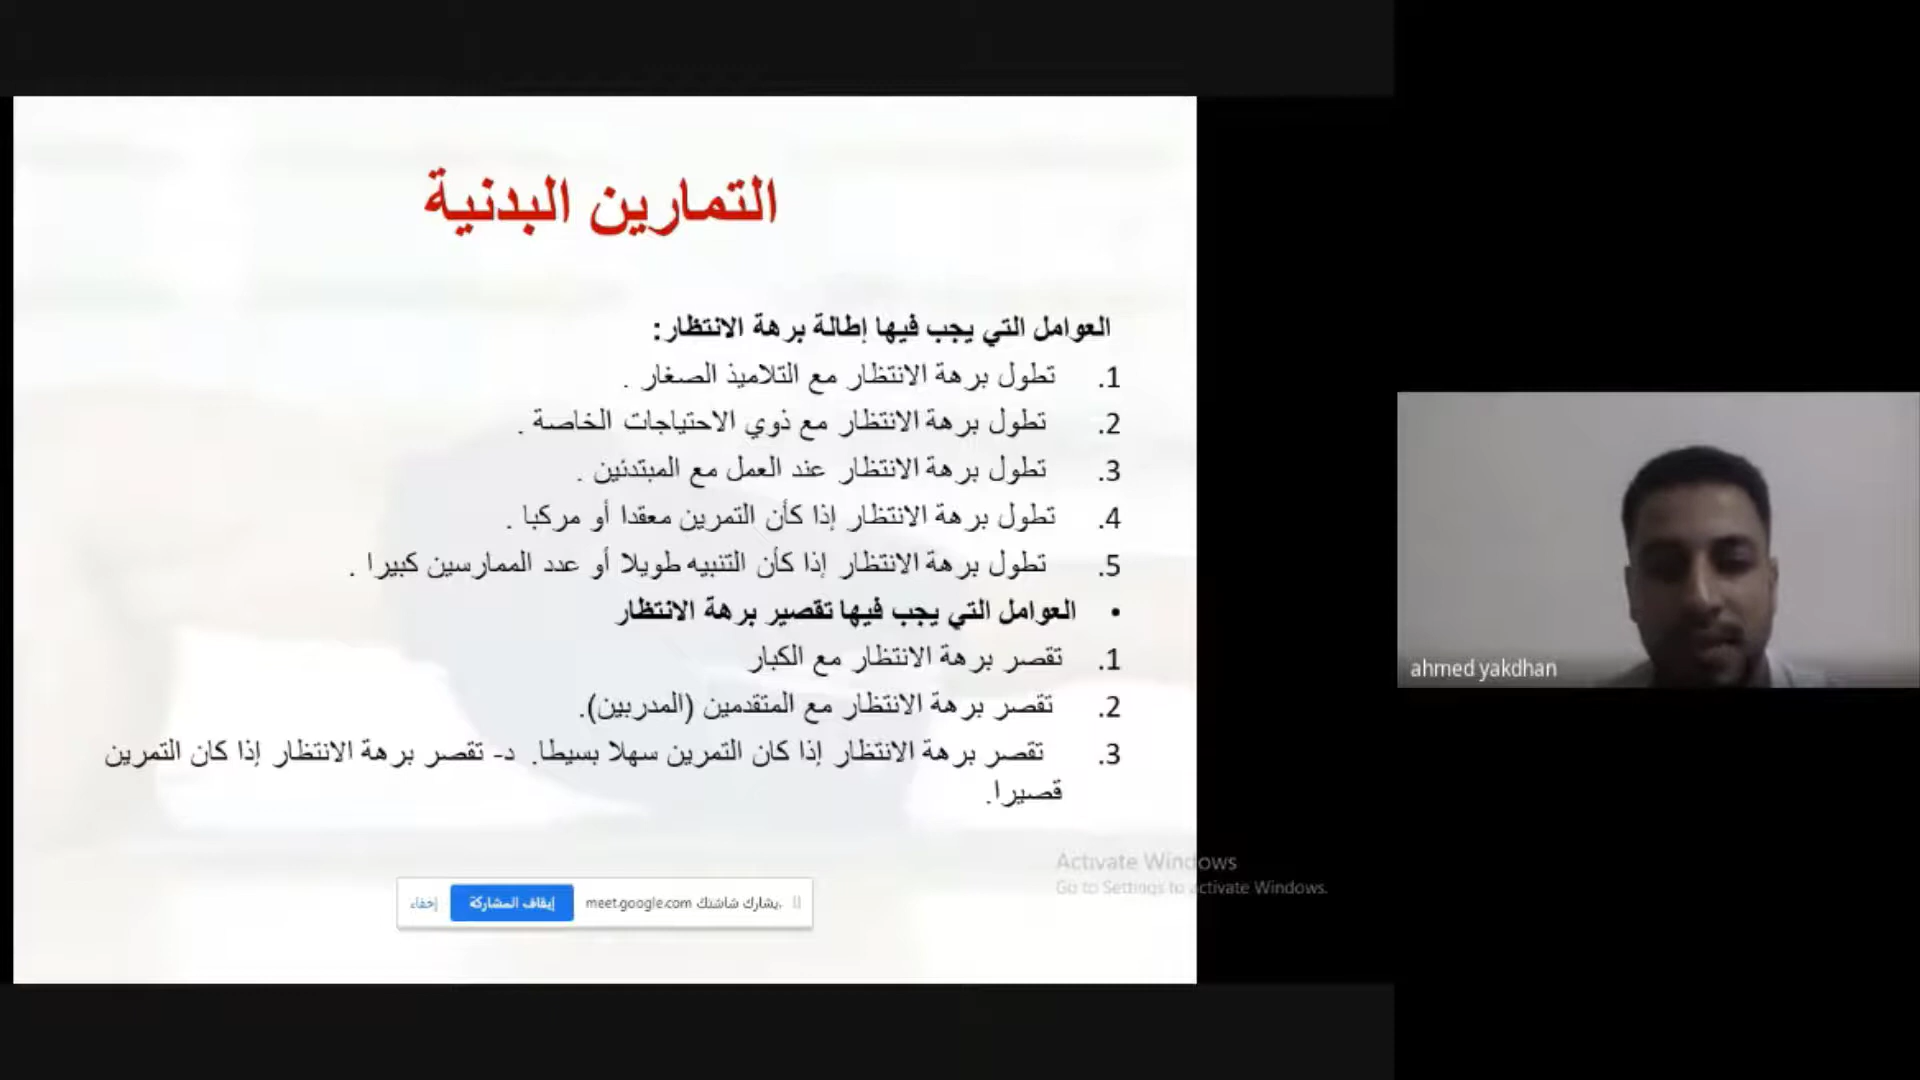 التمارين البدنية
العوامل التي يجب فيها إطالة برهة الانتظار:
1. تطول برهة الانتظار مع التلاميذ الصغار .
2. تطول برهة الانتظار مع ذوي الاحتياجات الخاصة .
3. تطول برهة الانتظار عند العمل مع المبتدئين .
4. تطول برهة الانتظار إذا كأن التمرين معقدا أو مركبا .
5. تطول برهة الانتظار إذا كأن التنبيه طويلا أو عدد الممارسين كبيرا .
• العوامل التي يجب فيها تقصير برهة الانتظار
1. تقصر برهة الانتظار مع الكبار
2. تقصر برهة الانتظار مع المتقدمين (المدربين).
3. تقصر برهة الانتظار إذا كان التمرين سهلا بسيطا. د- تقصر برهة الانتظار إذا كان التمرين
قصيرا.
ahmed yakdhan
Activate Windows
Go to Settings to activate Windows.
يشارك شاشتك meet.google.com. إيقاف المشاركة إخفاء